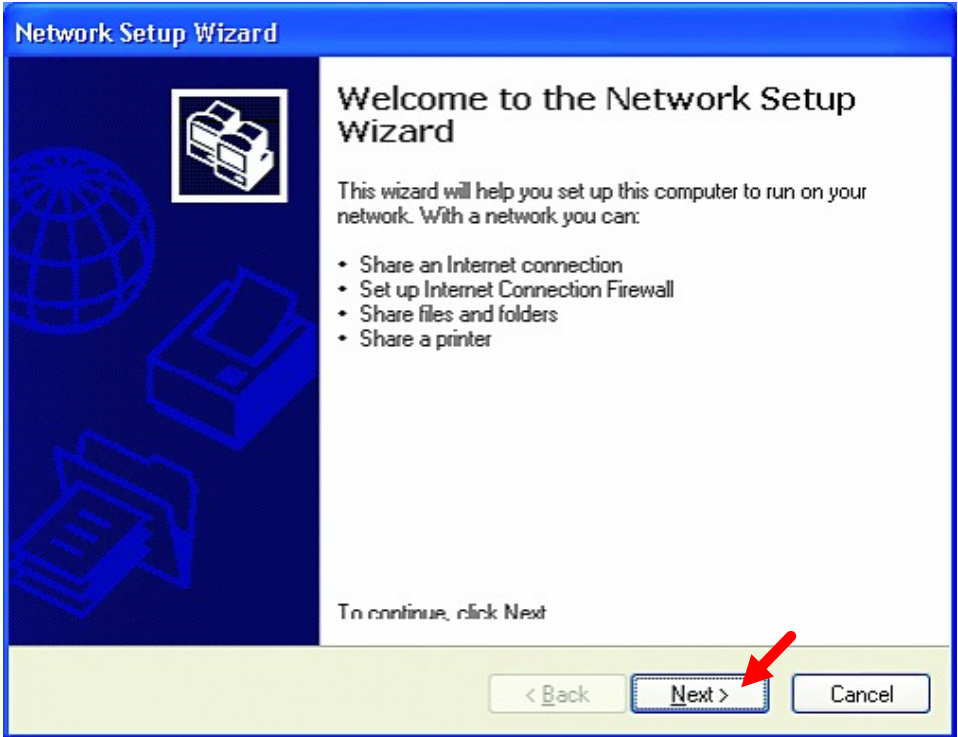 Network Setup Wizard
Welcome to the Network Setup
Wizard
This wizard will help you set up this computer to run on your
network. With a network you can:
• Share an Internet connection
• Set up Internet Connection Firewall
• Share files and folders
• Share a printer
To continue, click Next
< Back Next > Cancel